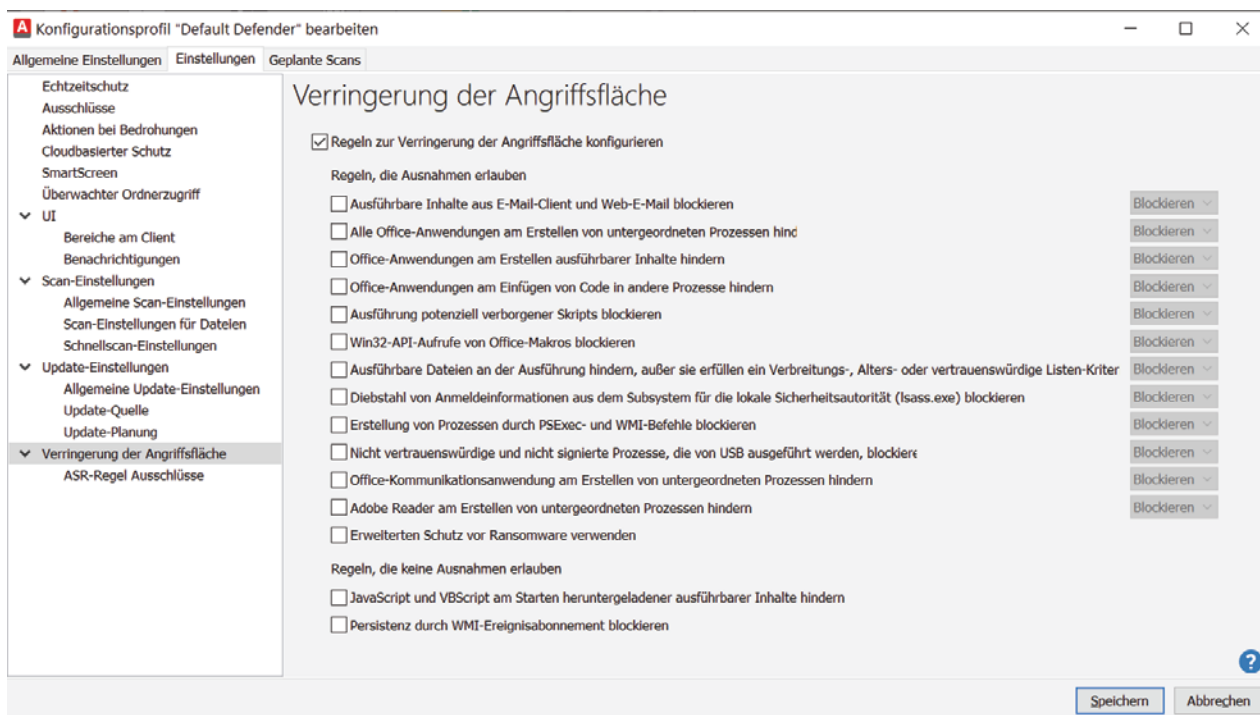 A Konfigurationsprofil "Default Defender" bearbeiten
Allgemeine Einstellungen Einstellungen Geplante Scans
Echtzeitschutz
Ausschlüsse
Aktionen bei Bedrohungen
Cloudbasierter Schutz
SmartScreen
Überwachter Ordnerzugriff
UI
Bereiche am Client
Benachrichtigungen
Scan-Einstellungen
Allgemeine Scan-Einstellungen
Scan-Einstellungen für Dateien
Schnellscan-Einstellungen
Update-Einstellungen
Allgemeine Update-Einstellungen
Update-Quelle
Update-Planung
Verringerung der Angriffsfläche
ASR-Regel Ausschlüsse
Verringerung der Angriffsfläche
Regeln zur Verringerung der Angriffsfläche konfigurieren
Regeln, die Ausnahmen erlauben
Ausführbare Inhalte aus E-Mail-Client und Web-E-Mail blockieren Blockieren
Alle Office-Anwendungen am Erstellen von untergeordneten Prozessen hind Blockieren
Office-Anwendungen am Erstellen ausführbarer Inhalte hindern Blockieren
Office-Anwendungen am Einfügen von Code in andere Prozesse hindern Blockieren
Ausführung potenziell verborgener Skripts blockieren Blockieren
Win32-API-Aufrufe von Office-Makros blockieren Blockieren
Ausführbare Dateien an der Ausführung hindern, außer sie erfüllen ein Verbreitungs-, Alters- oder vertrauenswürdige Listen-Kriter Blockieren
Diebstahl von Anmeldeinformationen aus dem Subsystem für die lokale Sicherheitsautorität (lsass.exe) blockieren Blockieren
Erstellung von Prozessen durch PSExec- und WMI-Befehle blockieren Blockieren
Nicht vertrauenswürdige und nicht signierte Prozesse, die von USB ausgeführt werden, blockiere Blockieren
Office-Kommunikationsanwendung am Erstellen von untergeordneten Prozessen hindern Blockieren
Adobe Reader am Erstellen von untergeordneten Prozessen hindern Blockieren
Erweiterten Schutz vor Ransomware verwenden
Regeln, die keine Ausnahmen erlauben
JavaScript und VBScript am Starten heruntergeladener ausführbarer Inhalte hindern
Persistenz durch WMI-Ereignisabonnement blockieren
?
Speichern Abbrechen